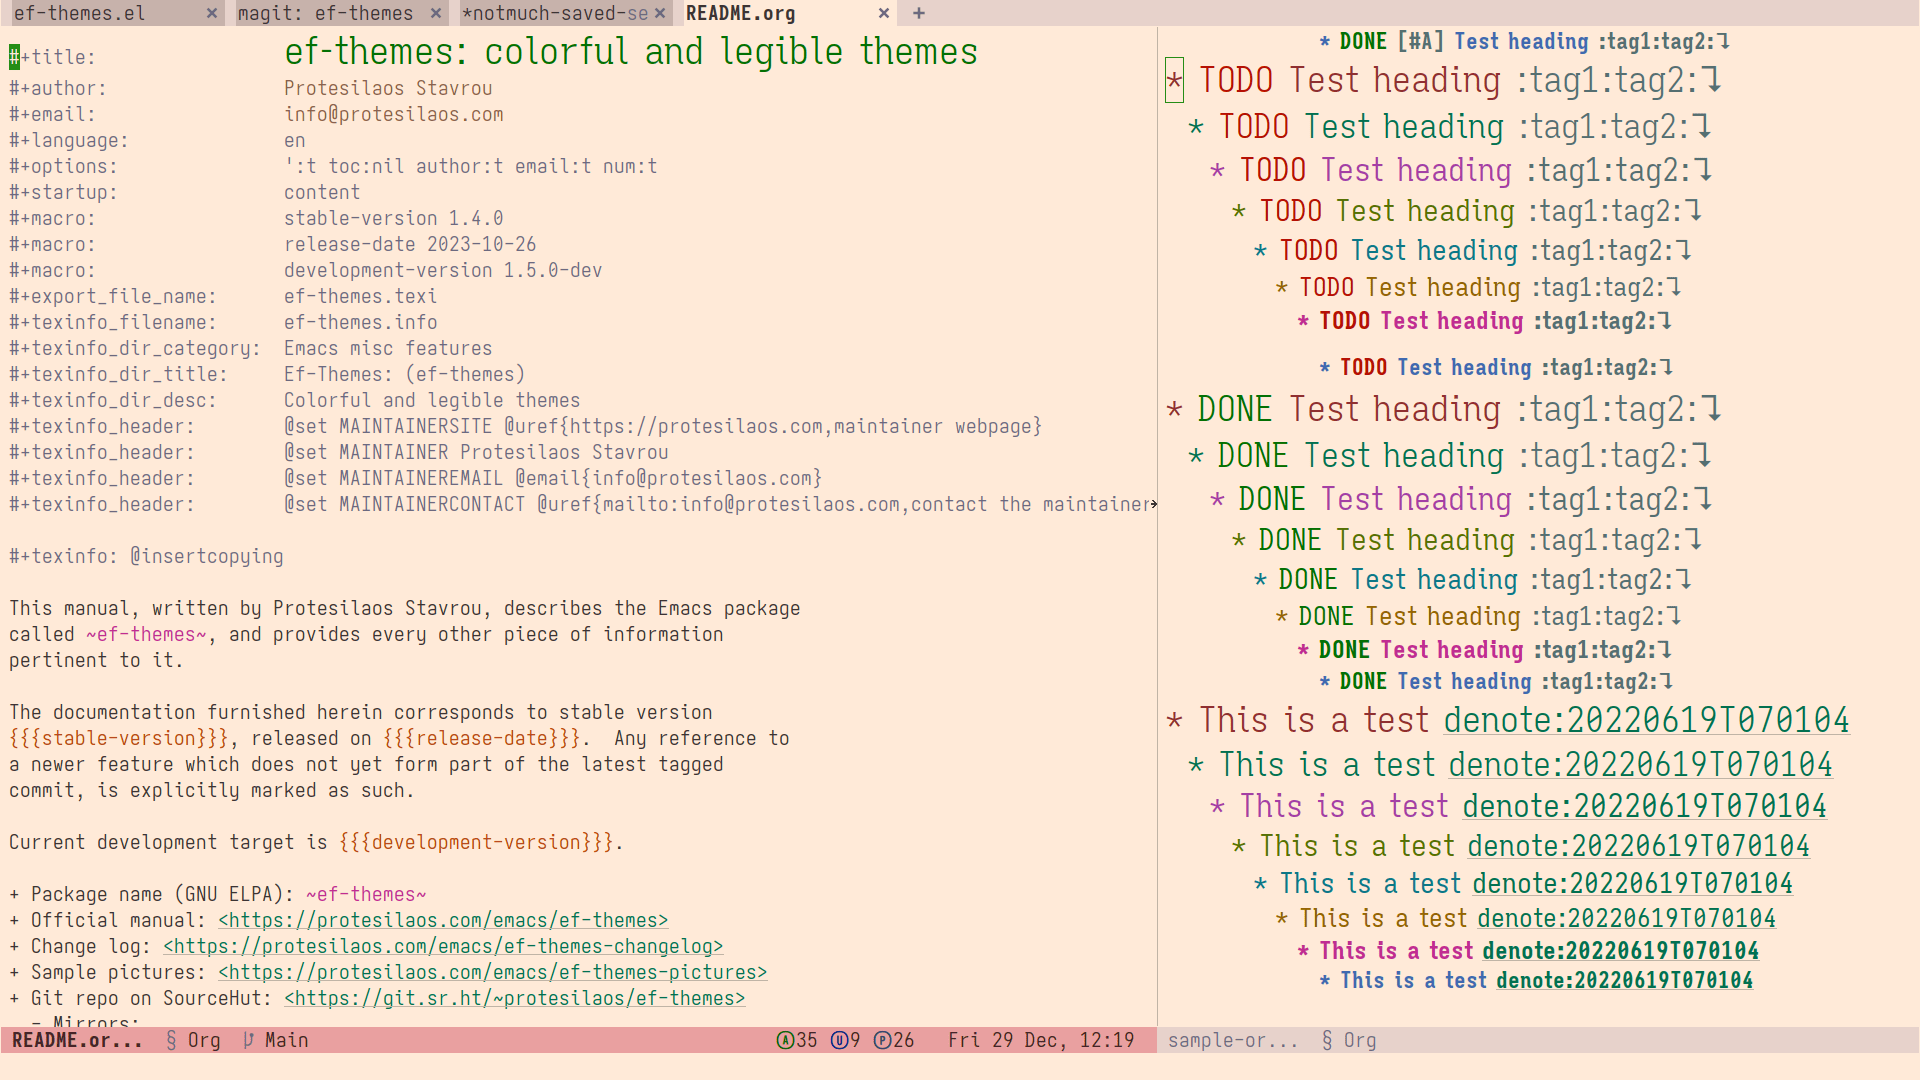 ef-themes.el × magit: ef-themes × *notmuch-saved-se × README.org × +
#+title: ef-themes: colorful and legible themes
#+author: Protesilaos Stavrou
#+email: info@protesilaos.com
#+language: en
#+options: ':t toc:nil author:t email:t num:t
#+startup: content
#+macro: stable-version 1.4.0
#+macro: release-date 2023-10-26
#+macro: development-version 1.5.0-dev
#+export_file_name: ef-themes.texi
#+texinfo_filename: ef-themes.info
#+texinfo_dir_category: Emacs misc features
#+texinfo_dir_title: Ef-Themes: (ef-themes)
#+texinfo_dir_desc: Colorful and legible themes
#+texinfo_header: @set MAINTAINERSITE @uref{https://protesilaos.com,maintainer webpage}
#+texinfo_header: @set MAINTAINER Protesilaos Stavrou
#+texinfo_header: @set MAINTAINEREMAIL @email{info@protesilaos.com}
#+texinfo_header: @set MAINTAINERCONTACT @uref{mailto:info@protesilaos.com,contact the maintainer→
#+texinfo: @insertcopying
This manual, written by Protesilaos Stavrou, describes the Emacs package
called ~ef-themes~, and provides every other piece of information
pertinent to it.
The documentation furnished herein corresponds to stable version
{{{stable-version}}}, released on {{{release-date}}}.  Any reference to
a newer feature which does not yet form part of the latest tagged
commit, is explicitly marked as such.
Current development target is {{{development-version}}}.
+ Package name (GNU ELPA): ~ef-themes~
+ Official manual: <https://protesilaos.com/emacs/ef-themes>
+ Change log: <https://protesilaos.com/emacs/ef-themes-changelog>
+ Sample pictures: <https://protesilaos.com/emacs/ef-themes-pictures>
+ Git repo on SourceHut: <https://git.sr.ht/~protesilaos/ef-themes>
- Mirrors:
README.or... § Org Main Ⓐ35 Ⓤ9 Ⓟ26 Fri 29 Dec, 12:19
* DONE [#A] Test heading :tag1:tag2:⤵
* TODO Test heading :tag1:tag2:⤵
* TODO Test heading :tag1:tag2:⤵
* TODO Test heading :tag1:tag2:⤵
* TODO Test heading :tag1:tag2:⤵
* TODO Test heading :tag1:tag2:⤵
* TODO Test heading :tag1:tag2:⤵
* TODO Test heading :tag1:tag2:⤵
* TODO Test heading :tag1:tag2:⤵
* DONE Test heading :tag1:tag2:⤵
* DONE Test heading :tag1:tag2:⤵
* DONE Test heading :tag1:tag2:⤵
* DONE Test heading :tag1:tag2:⤵
* DONE Test heading :tag1:tag2:⤵
* DONE Test heading :tag1:tag2:⤵
* DONE Test heading :tag1:tag2:⤵
* DONE Test heading :tag1:tag2:⤵
* This is a test denote:20220619T070104
* This is a test denote:20220619T070104
* This is a test denote:20220619T070104
* This is a test denote:20220619T070104
* This is a test denote:20220619T070104
* This is a test denote:20220619T070104
* This is a test denote:20220619T070104
* This is a test denote:20220619T070104
sample-or... § Org